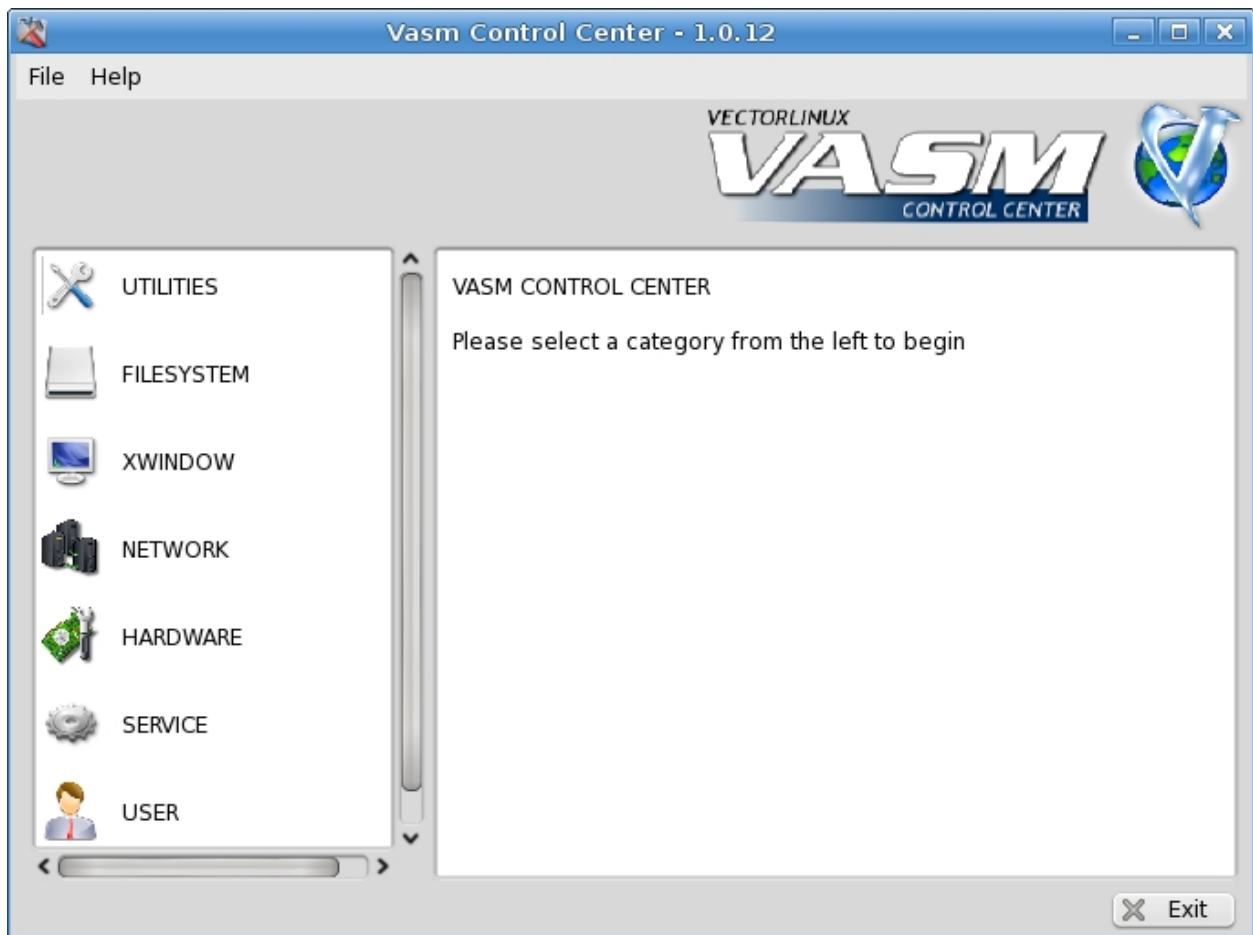 Vasm Control Center - 1.0.12
File Help
VECTORLINUX
VASM
CONTROL CENTER
UTILITIES
FILESYSTEM
XWINDOW
NETWORK
HARDWARE
SERVICE
USER
VASM CONTROL CENTER
Please select a category from the left to begin
Exit